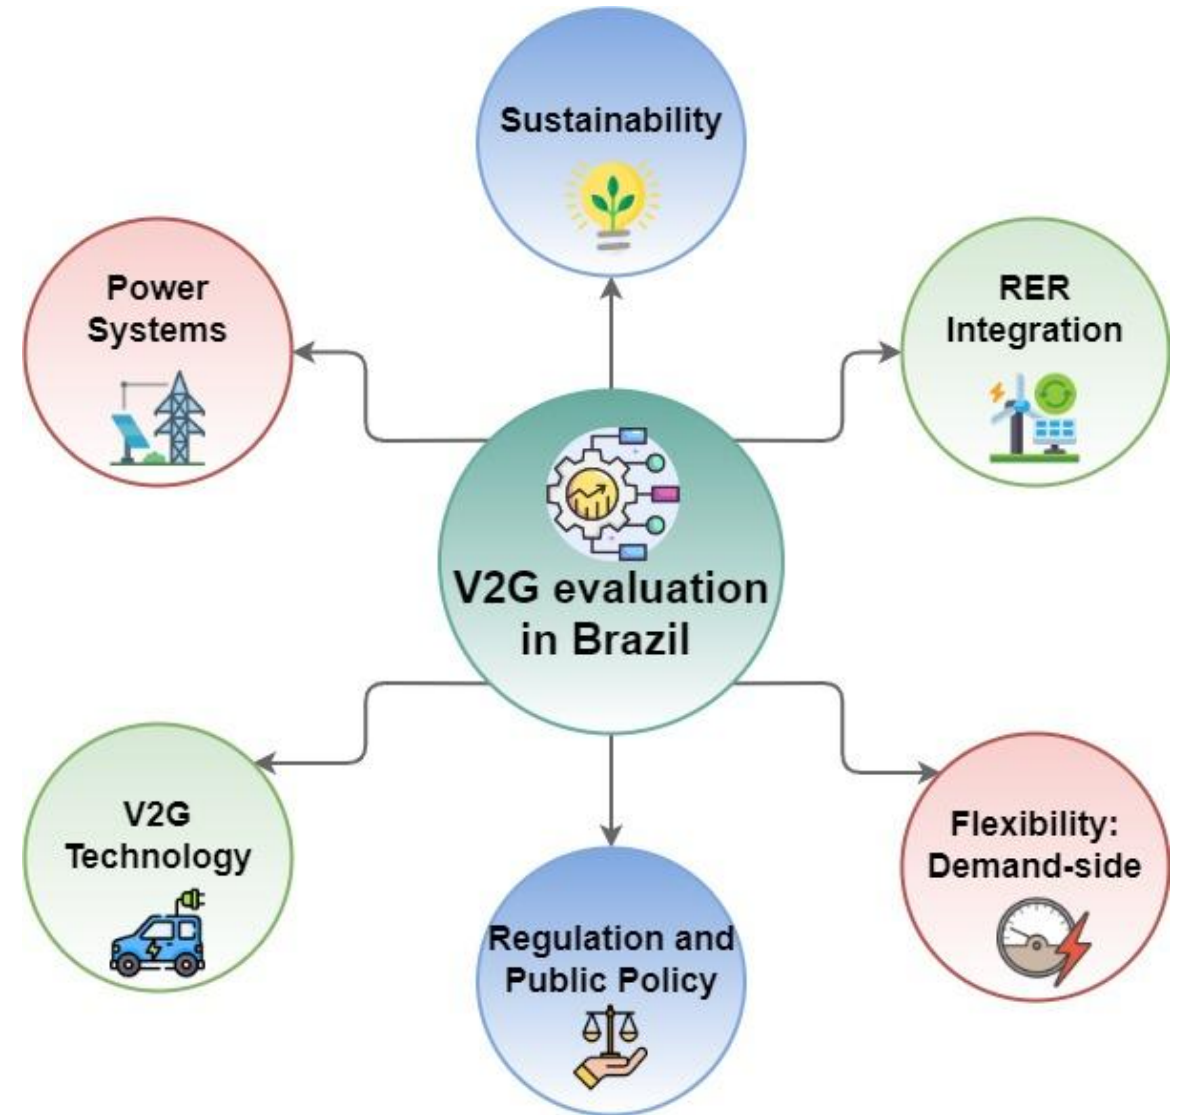 Sustainability
Power
Systems
RER
Integration
V2G evaluation
in Brazil
V2G
Technology
Flexibility:
Demand-side
Regulation and
Public Policy